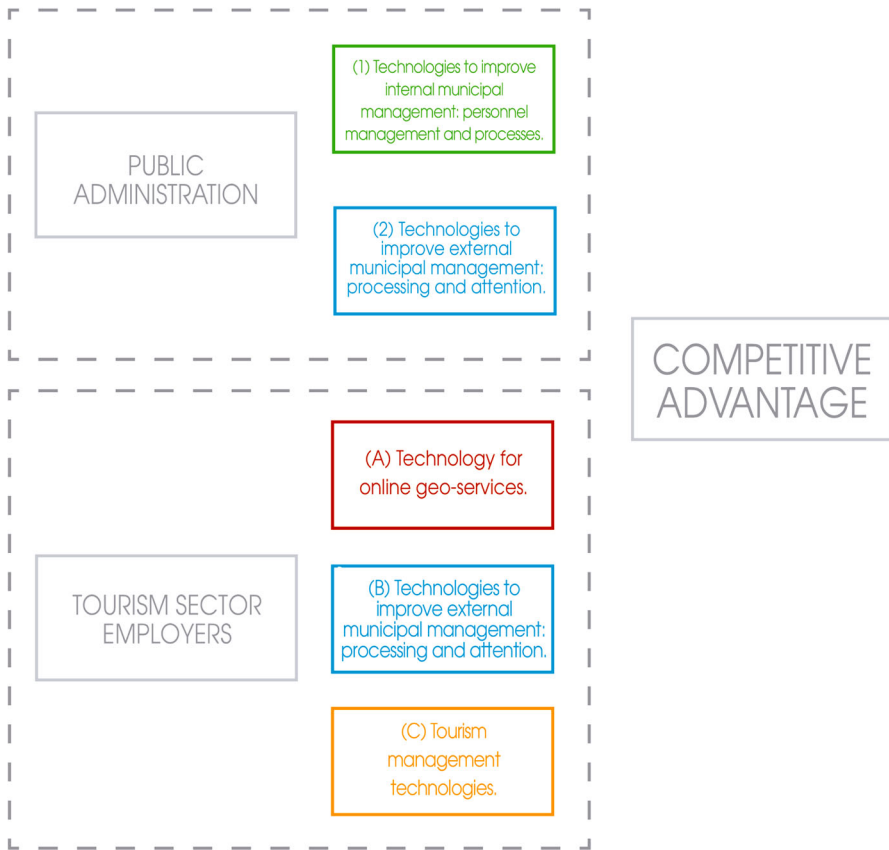 (1) Technologies to improve
internal municipal
management: personnel
management and processes.
PUBLIC
ADMINISTRATION
(2) Technologies to
improve external
municipal management:
processing and attention.
COMPETITIVE
ADVANTAGE
(A) Technology for
online geo-services.
TOURISM SECTOR
EMPLOYERS
(B) Technologies to
improve external
municipal management:
processing and attention.
(C) Tourism
management
technologies.